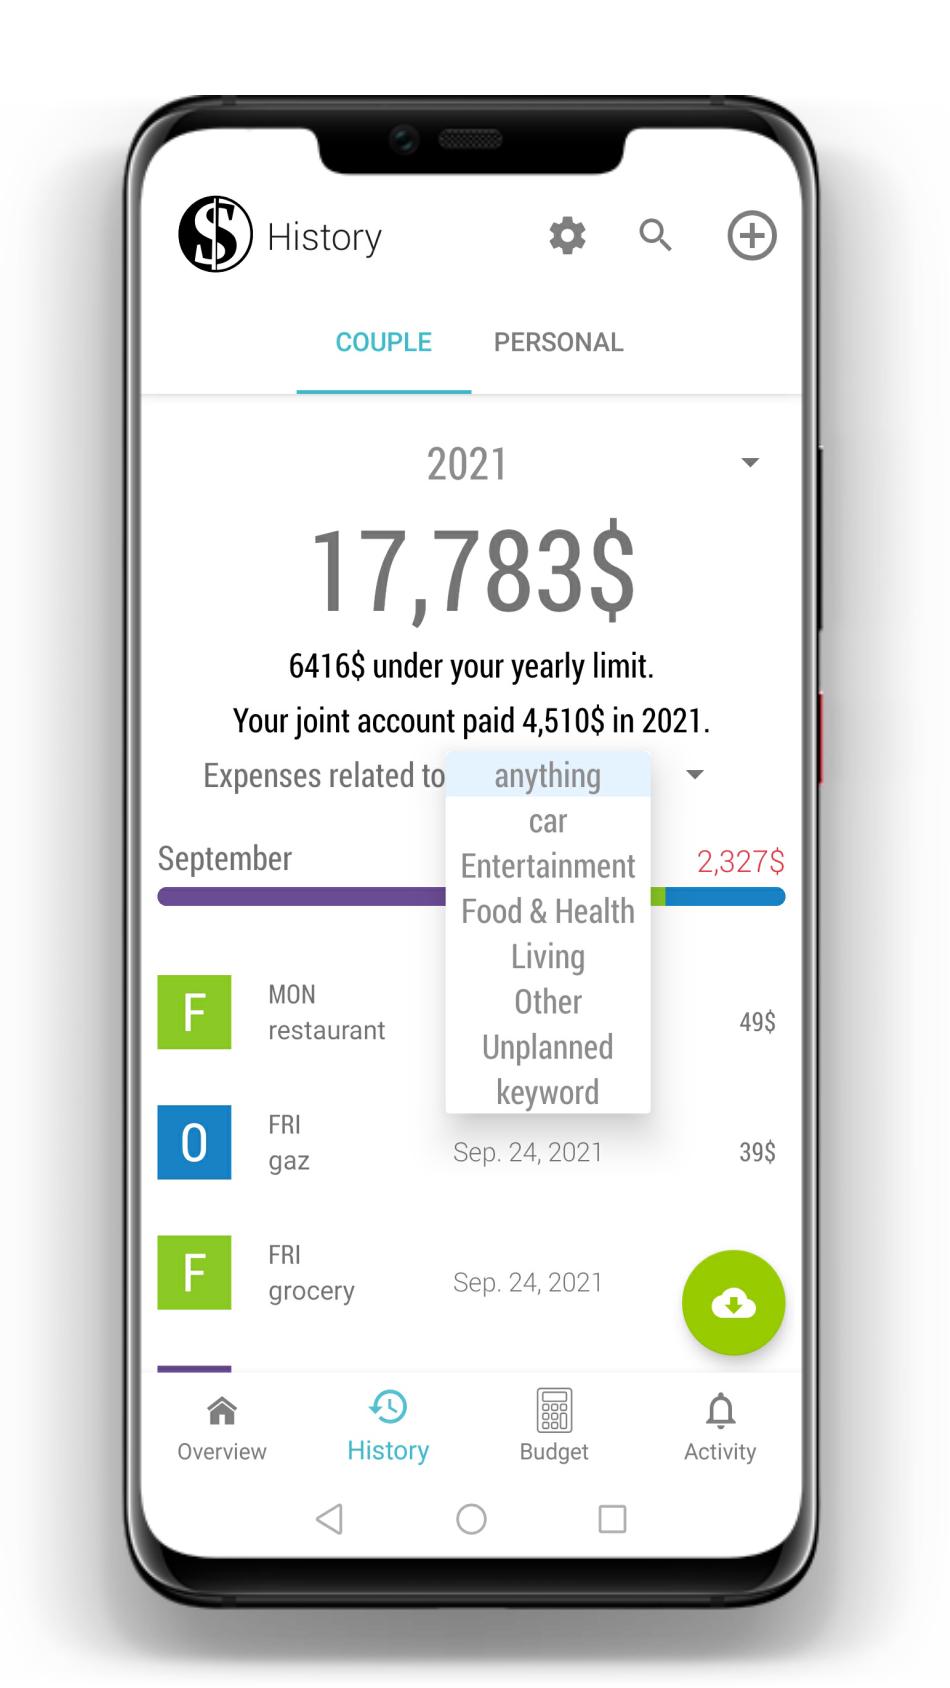 $ History
COUPLE PERSONAL
2021
17,783$
6416$ under your yearly limit.
Your joint account paid 4,510$ in 2021.
Expenses related to anything
car
Entertainment
Food & Health
Living
Other
Unplanned
keyword
September 2,327$
F MON
restaurant 49$
O FRI
gaz Sep. 24, 2021 39$
F FRI
grocery Sep. 24, 2021
Overview History Budget Activity